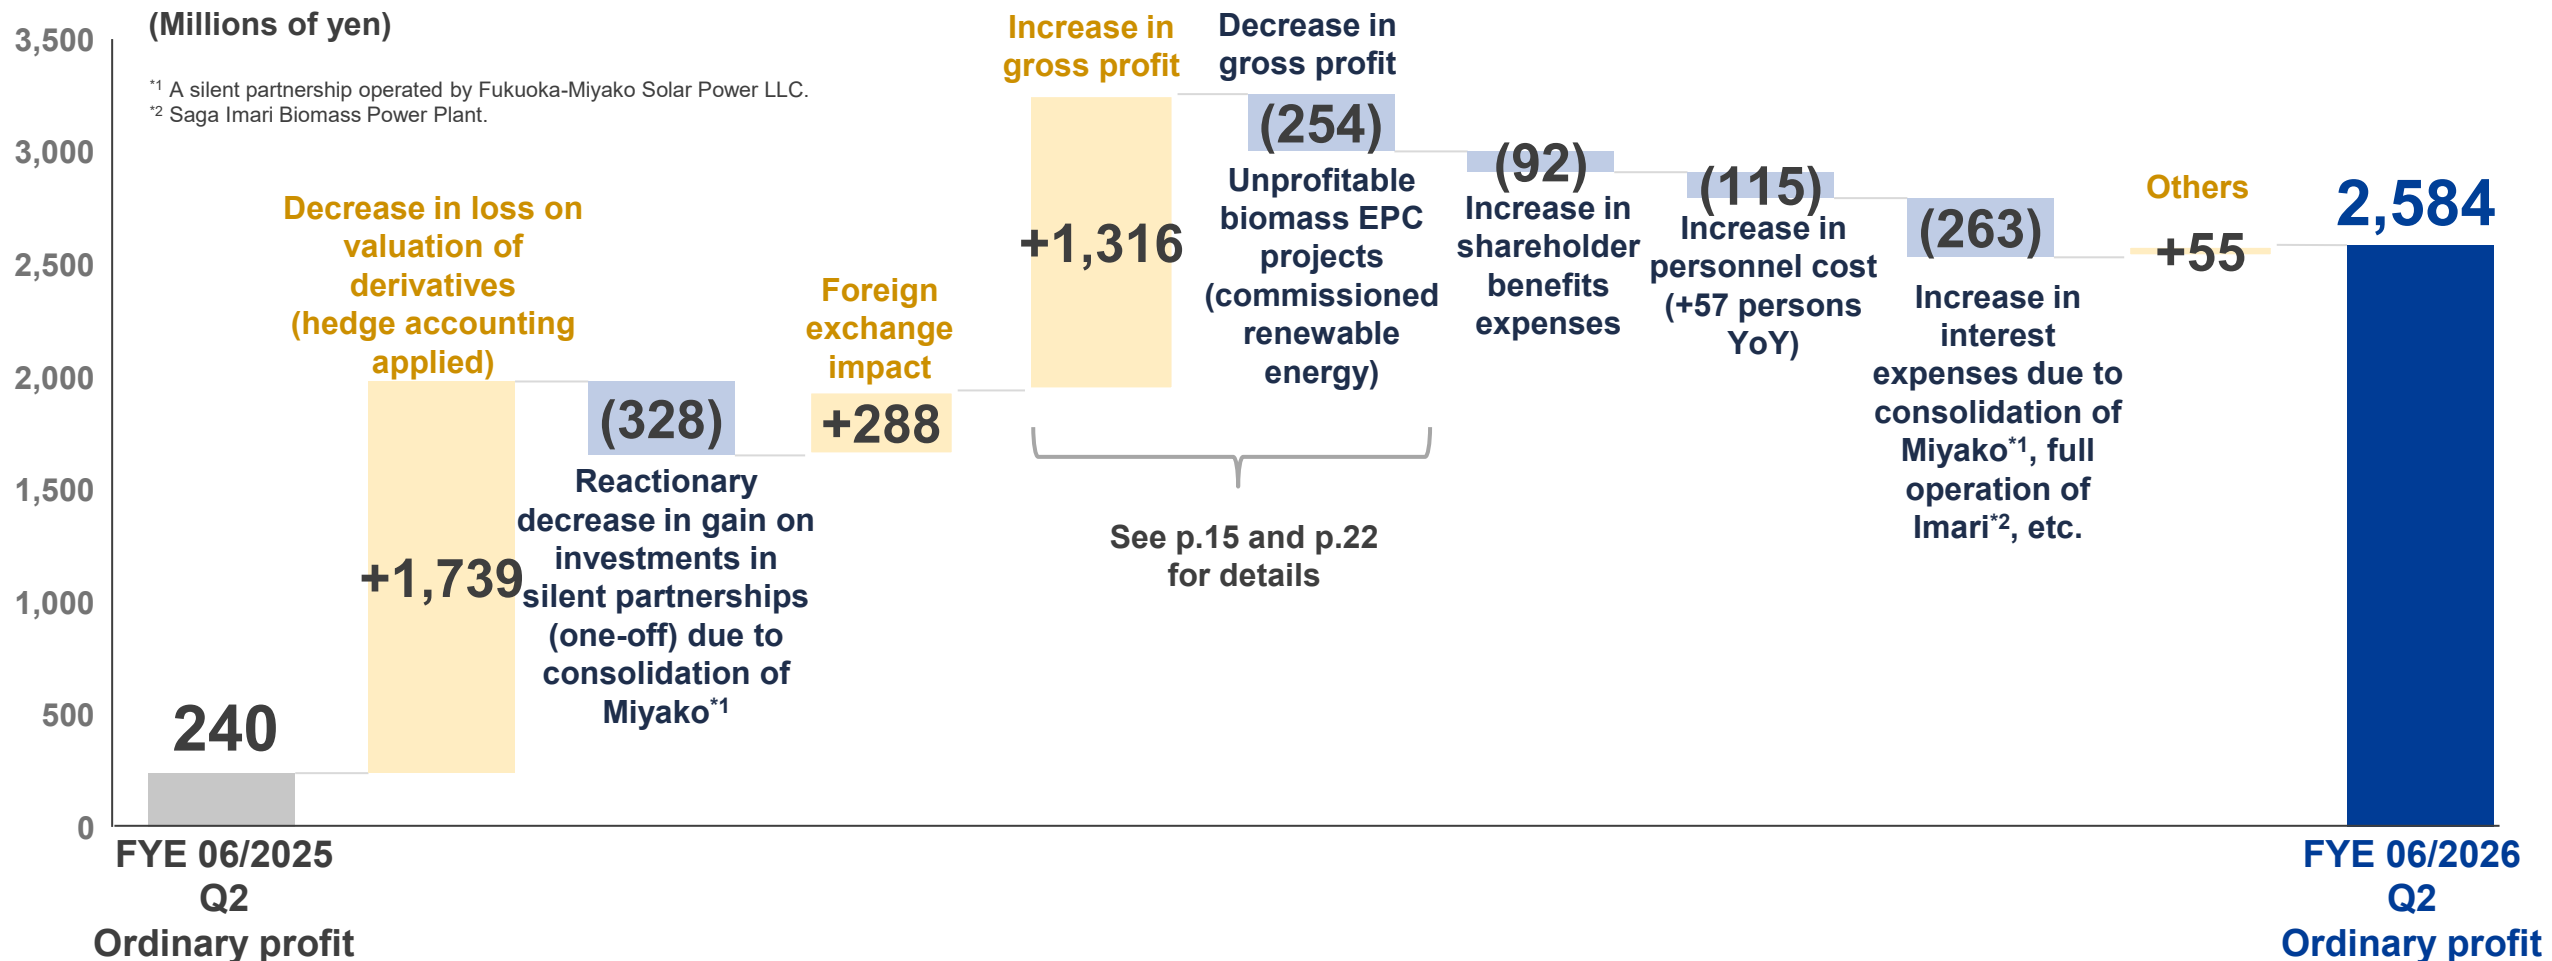 (Millions of yen)
*1 A silent partnership operated by Fukuoka-Miyako Solar Power LLC.
*2 Saga Imari Biomass Power Plant.
3,500
3,000
2,500
2,000
1,500
1,000
500
0
240
FYE 06/2025
Q2
Ordinary profit
Decrease in loss on
valuation of
derivatives
(hedge accounting
applied)
+1,739
(328)
Reactionary
decrease in gain on
investments in
silent partnerships
(one-off) due to
consolidation of
Miyako*1
Foreign
exchange
impact
+288
Increase in
gross profit
+1,316
Decrease in
gross profit
(254)
Unprofitable
biomass EPC
projects
(commissioned
renewable
energy)
See p.15 and p.22
for details
(92)
Increase in
shareholder
benefits
expenses
(115)
Increase in
personnel cost
(+57 persons
YoY)
(263)
Increase in
interest
expenses due to
consolidation of
Miyako*1, full
operation of
Imari*2, etc.
Others
+55
2,584
FYE 06/2026
Q2
Ordinary profit